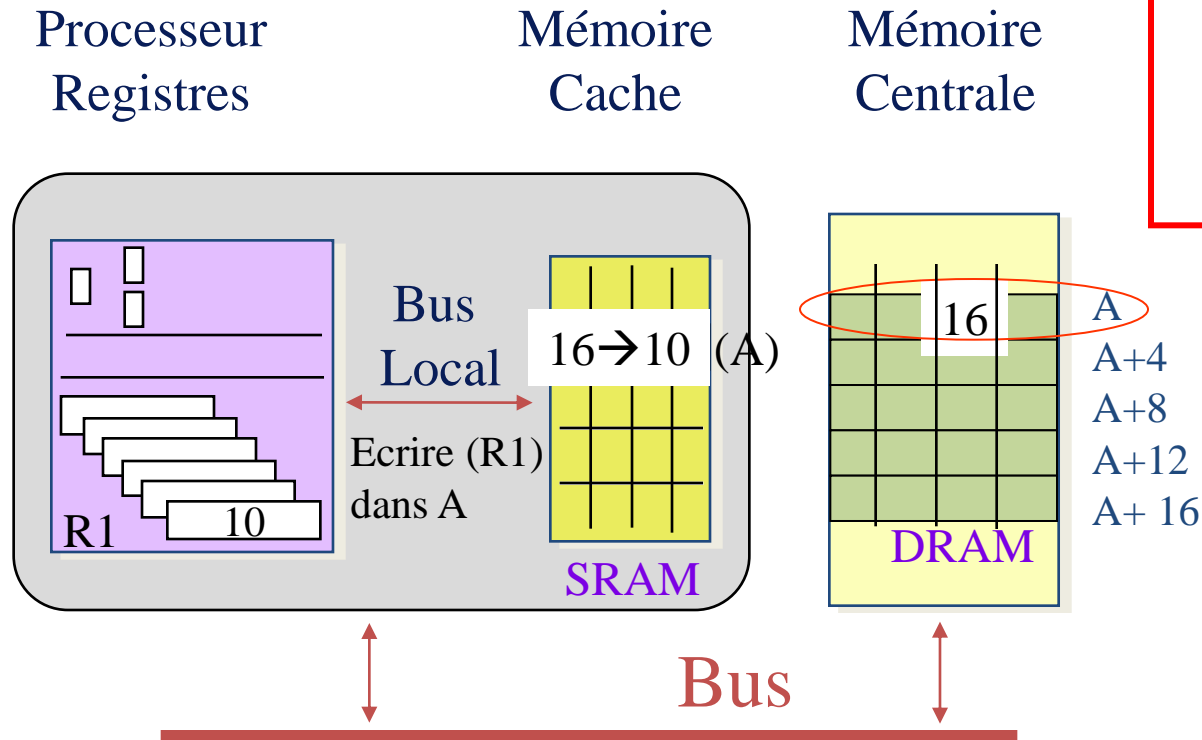 Processeur
Registres
Mémoire
Cache
Mémoire
Centrale
Bus
Local
Ecrire (R1)
dans A
R1
10
16→10 (A)
SRAM
16
DRAM
A
A+4
A+8
A+12
A+ 16
Bus